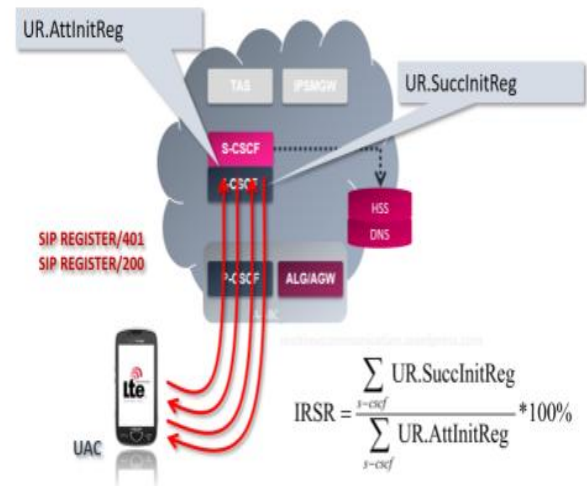 UR.AttInitReg
UR.SuccInitReg
TAS
IPSMGW
S-CSCF
HSS
DNS
SIP REGISTER/401
SIP REGISTER/200
P-CSCF
ALG/AGW
Lte
UAC
IRSR = ∑ s-cscf UR.SuccInitReg / ∑ s-cscf UR.AttInitReg *100%